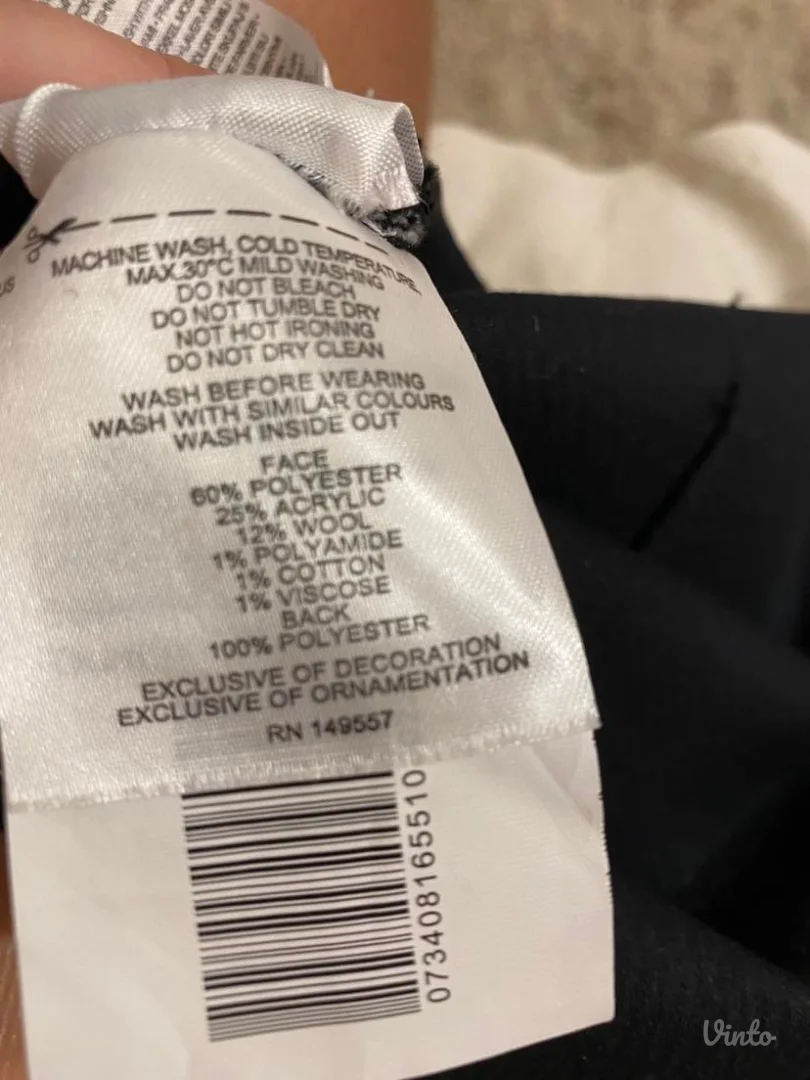 US
MACHINE WASH, COLD TEMPERATURE
MAX.30°C MILD WASHING
DO NOT BLEACH
DO NOT TUMBLE DRY
NOT HOT IRONING
DO NOT DRY CLEAN
WASH BEFORE WEARING
WASH WITH SIMILAR COLOURS
WASH INSIDE OUT
FACE
60% POLYESTER
25% ACRYLIC
12% WOOL
1% POLYAMIDE
1% COTTON
1% VISCOSE
BACK
100% POLYESTER
EXCLUSIVE OF DECORATION
EXCLUSIVE OF ORNAMENTATION
RN 149557
073408165510
Vinto